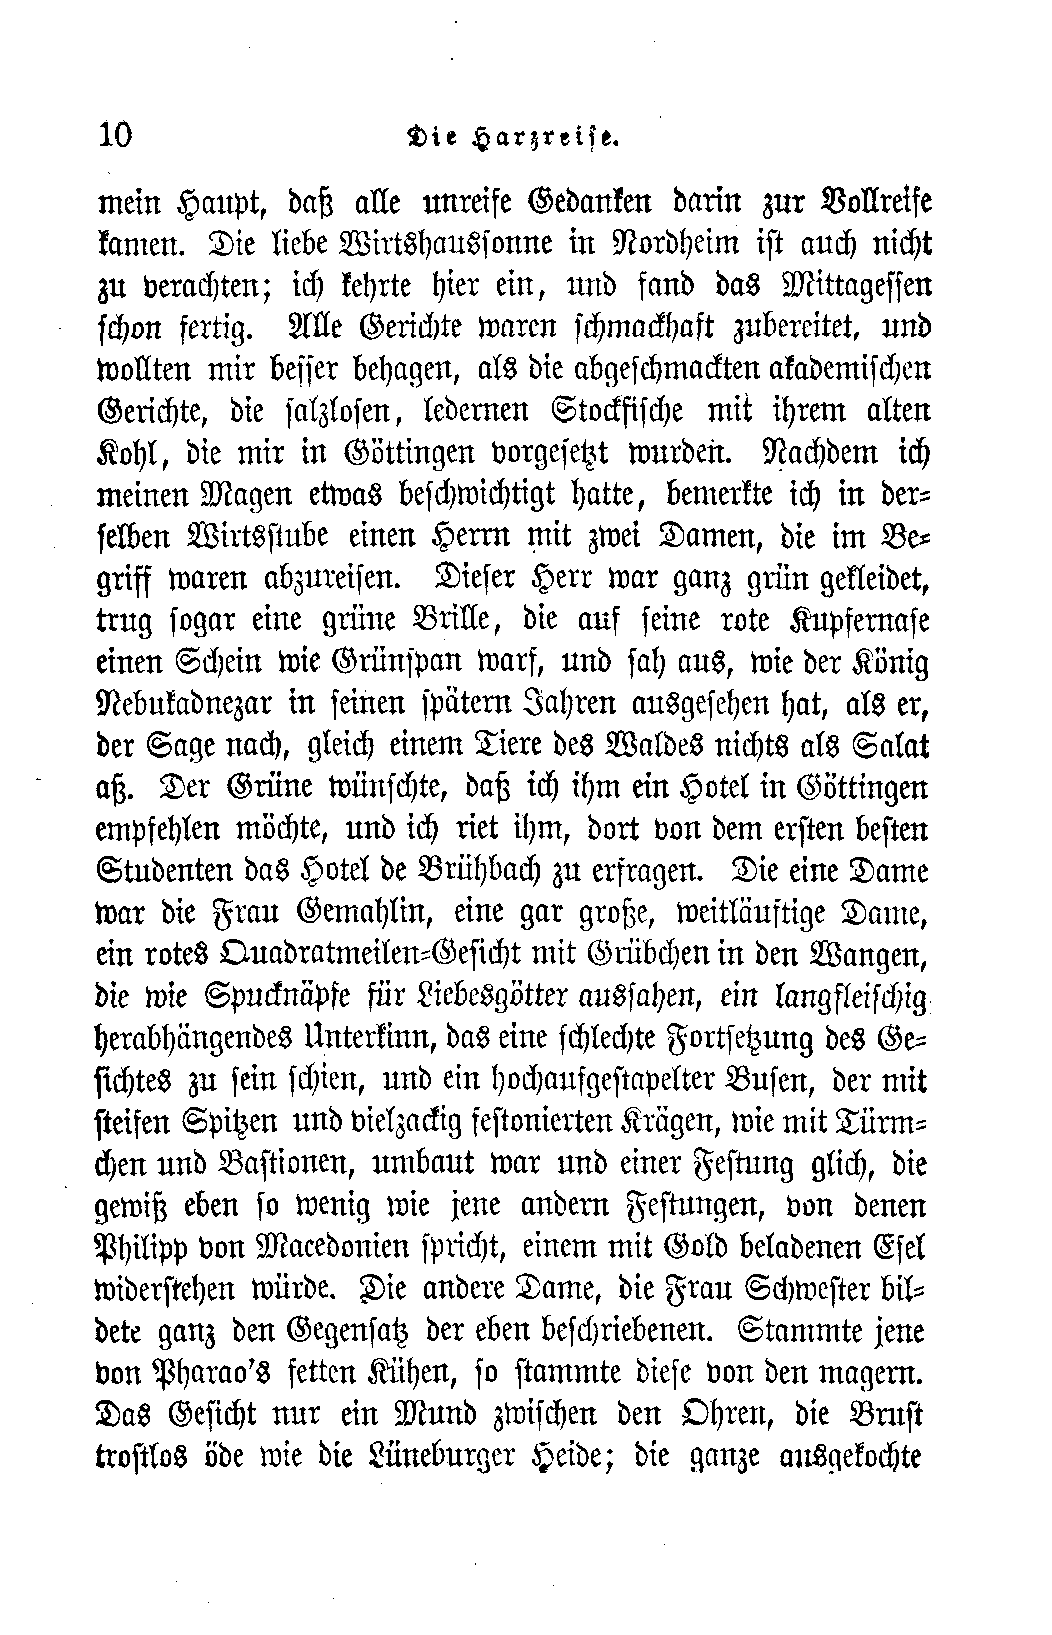 10 Die Harzreise.
mein Haupt, daß alle unreife Gedanken darin zur Vollreife
kamen. Die liebe Wirtshaussonne in Nordheim ist auch nicht
zu verachten; ich kehrte hier ein, und fand das Mittagessen
schon fertig. Alle Gerichte waren schmackhaft zubereitet, und
wollten mir besser behagen, als die abgeschmackten akademischen
Gerichte, die salzlosen, ledernen Stockfische mit ihrem alten
Kohl, die mir in Göttingen vorgesetzt wurden. Nachdem ich
meinen Magen etwas beschwichtigt hatte, bemerkte ich in der-
selben Wirtsstube einen Herrn mit zwei Damen, die im Be-
griff waren abzureisen. Dieser Herr war ganz grün gekleidet,
trug sogar eine grüne Brille, die auf seine rote Kupfernase
einen Schein wie Grünspan warf, und sah aus, wie der König
Nebukadnezar in seinen spätern Jahren ausgesehen hat, als er,
der Sage nach, gleich einem Tiere des Waldes nichts als Salat
aß. Der Grüne wünschte, daß ich ihm ein Hotel in Göttingen
empfehlen möchte, und ich riet ihm, dort von dem ersten besten
Studenten das Hotel de Brühbach zu erfragen. Die eine Dame
war die Frau Gemahlin, eine gar große, weitläuftige Dame,
ein rotes Quadratmeilen-Gesicht mit Grübchen in den Wangen,
die wie Spucknäpfe für Liebesgötter aussahen, ein langfleischig
herabhängendes Unterkinn, das eine schlechte Fortsetzung des Ge-
sichtes zu sein schien, und ein hochaufgestapelter Busen, der mit
steifen Spitzen und vielzackig festonierten Krägen, wie mit Türm-
chen und Bastionen, umbaut war und einer Festung glich, die
gewiß eben so wenig wie jene andern Festungen, von denen
Philipp von Macedonien spricht, einem mit Gold beladenen Esel
widerstehen würde. Die andere Dame, die Frau Schwester bil-
dete ganz den Gegensatz der eben beschriebenen. Stammte jene
von Pharao's fetten Kühen, so stammte diese von den magern.
Das Gesicht nur ein Mund zwischen den Ohren, die Brust
trostlos öde wie die Lüneburger Heide; die ganze ausgekochte